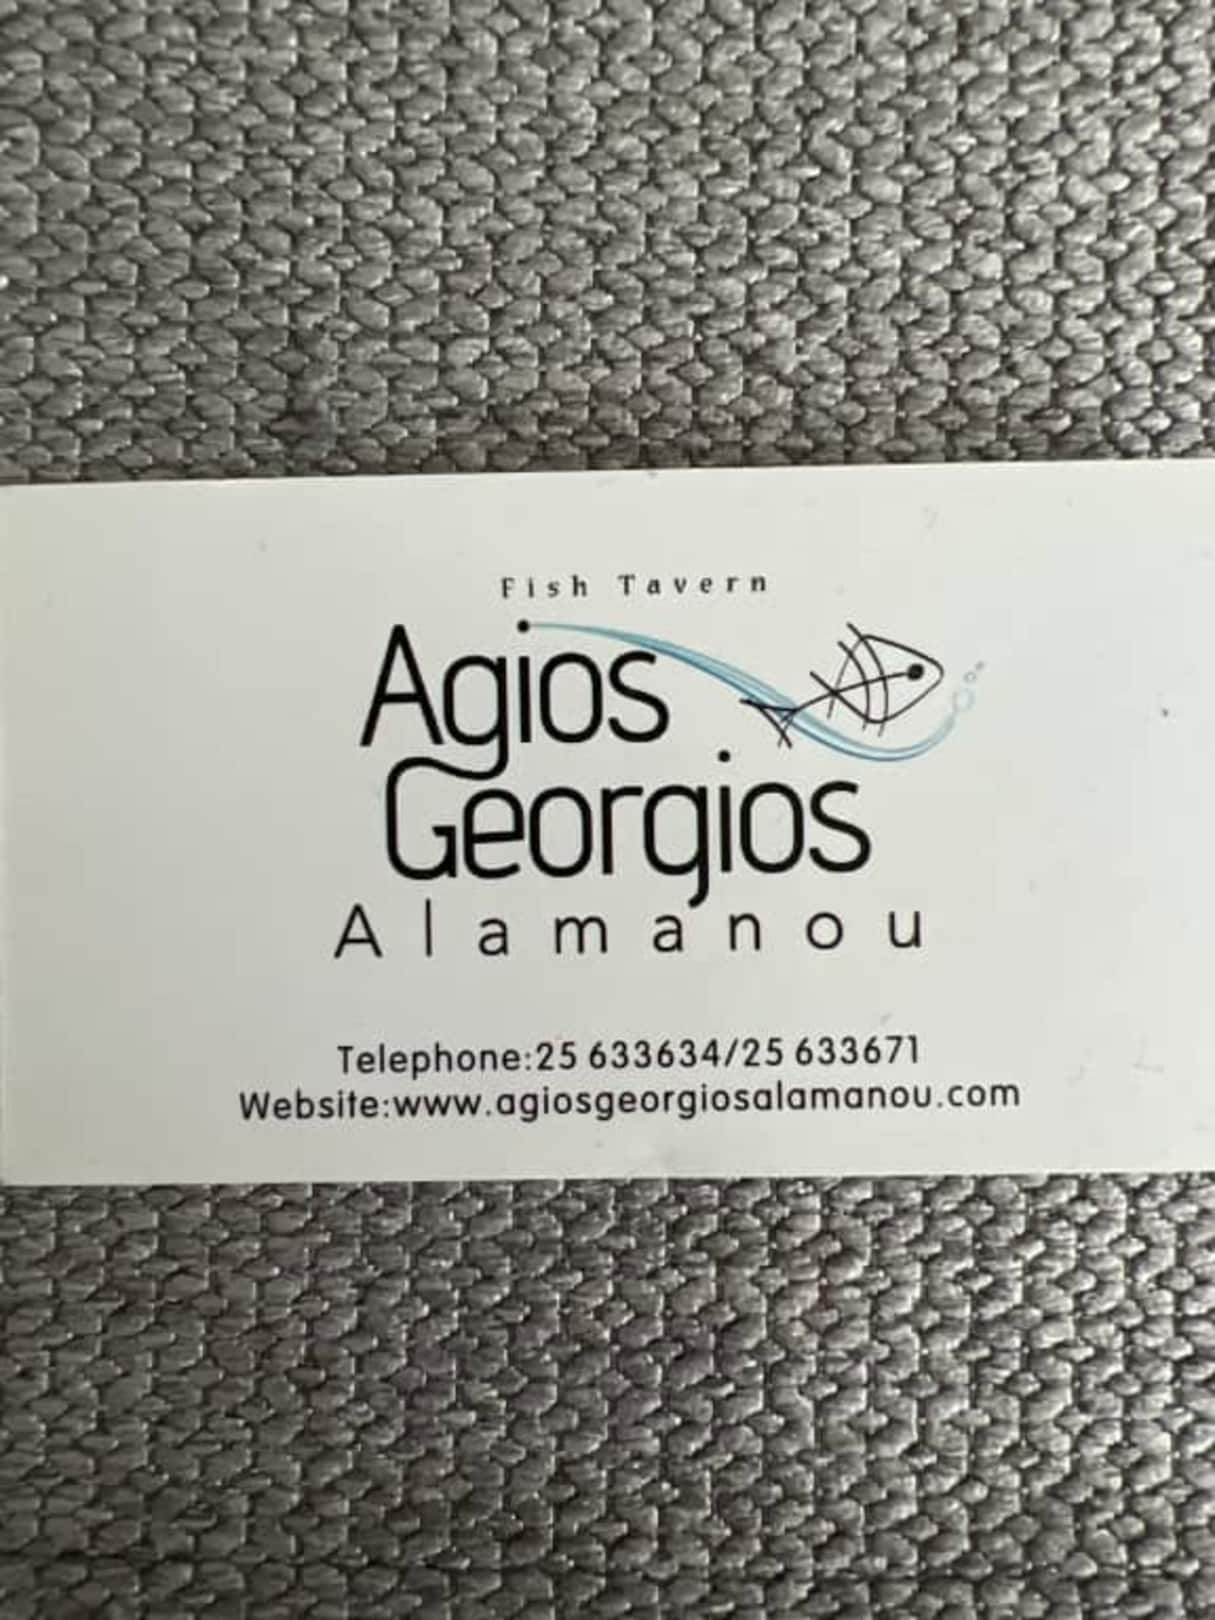 Fish Tavern
Agios
Georgios
Alamanou
Telephone:25 633634/25 633671
Website:www.agiosgeorgiosalamanou.com